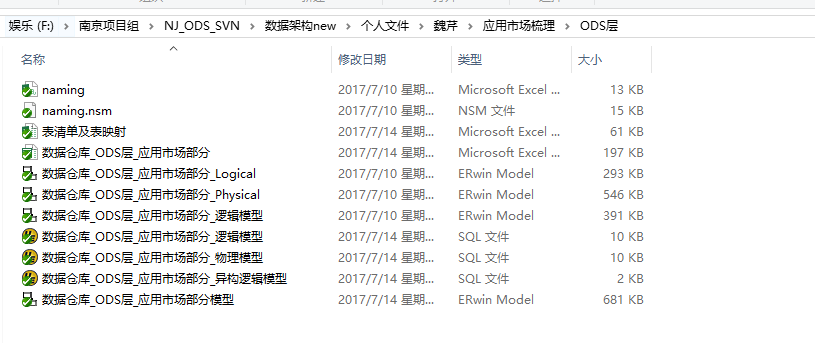 娱乐 (F:) > 南京项目组 > NJ_ODS_SVN > 数据架构new > 个人文件 > 魏芹 > 应用市场梳理 > ODS层
名称 修改日期 类型 大小
naming 2017/7/10 星期... Microsoft Excel ... 13 KB
naming.nsm 2017/7/10 星期... NSM 文件 15 KB
表清单及表映射 2017/7/14 星期... Microsoft Excel ... 61 KB
数据仓库_ODS层_应用市场部分 2017/7/14 星期... Microsoft Excel ... 197 KB
数据仓库_ODS层_应用市场部分_Logical 2017/7/10 星期... ERwin Model 293 KB
数据仓库_ODS层_应用市场部分_Physical 2017/7/10 星期... ERwin Model 546 KB
数据仓库_ODS层_应用市场部分_逻辑模型 2017/7/10 星期... ERwin Model 391 KB
数据仓库_ODS层_应用市场部分_逻辑模型 2017/7/14 星期... SQL 文件 10 KB
数据仓库_ODS层_应用市场部分_物理模型 2017/7/14 星期... SQL 文件 10 KB
数据仓库_ODS层_应用市场部分_异构逻辑模型 2017/7/14 星期... SQL 文件 2 KB
数据仓库_ODS层_应用市场部分模型 2017/7/14 星期... ERwin Model 681 KB